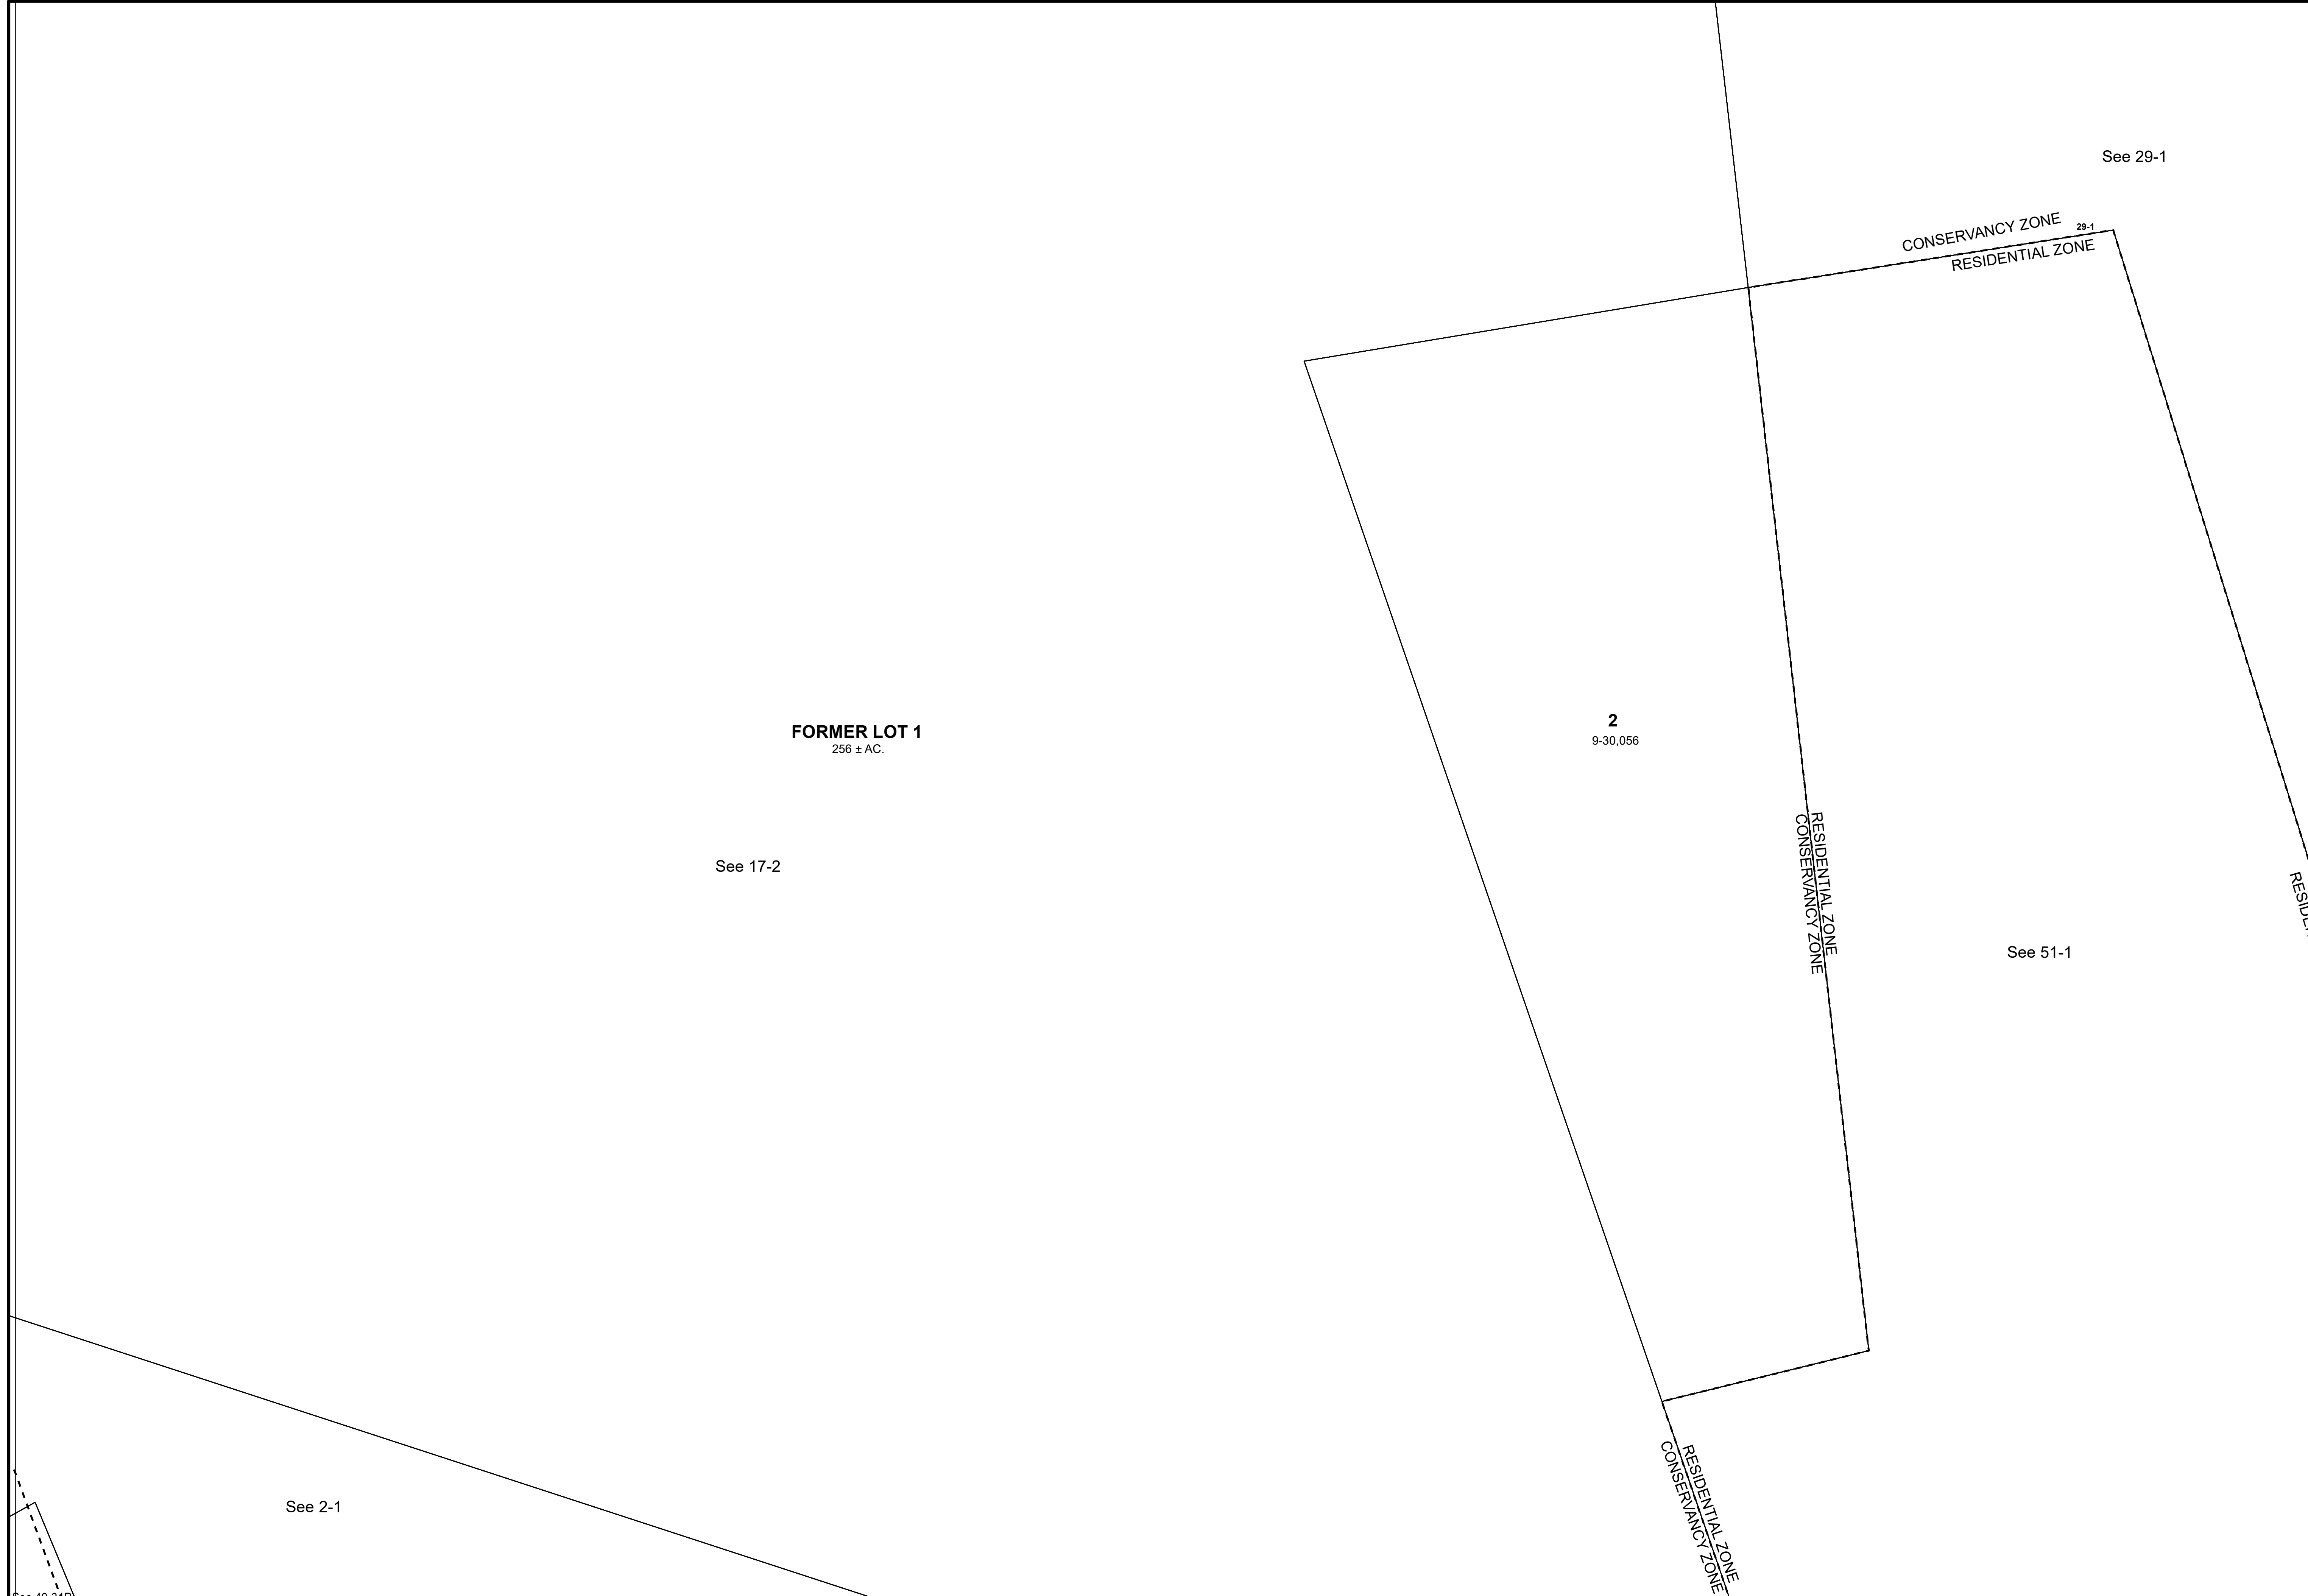 See 29-1
CONSERVANCY ZONE
29-1
RESIDENTIAL ZONE
FORMER LOT 1
256 ± AC.
2
9-30,056
RESIDENTIAL ZONE
CONSERVANCY ZONE
See 17-2
See 51-1
RESIDENTIAL ZONE
CONSERVANCY ZONE
See 2-1